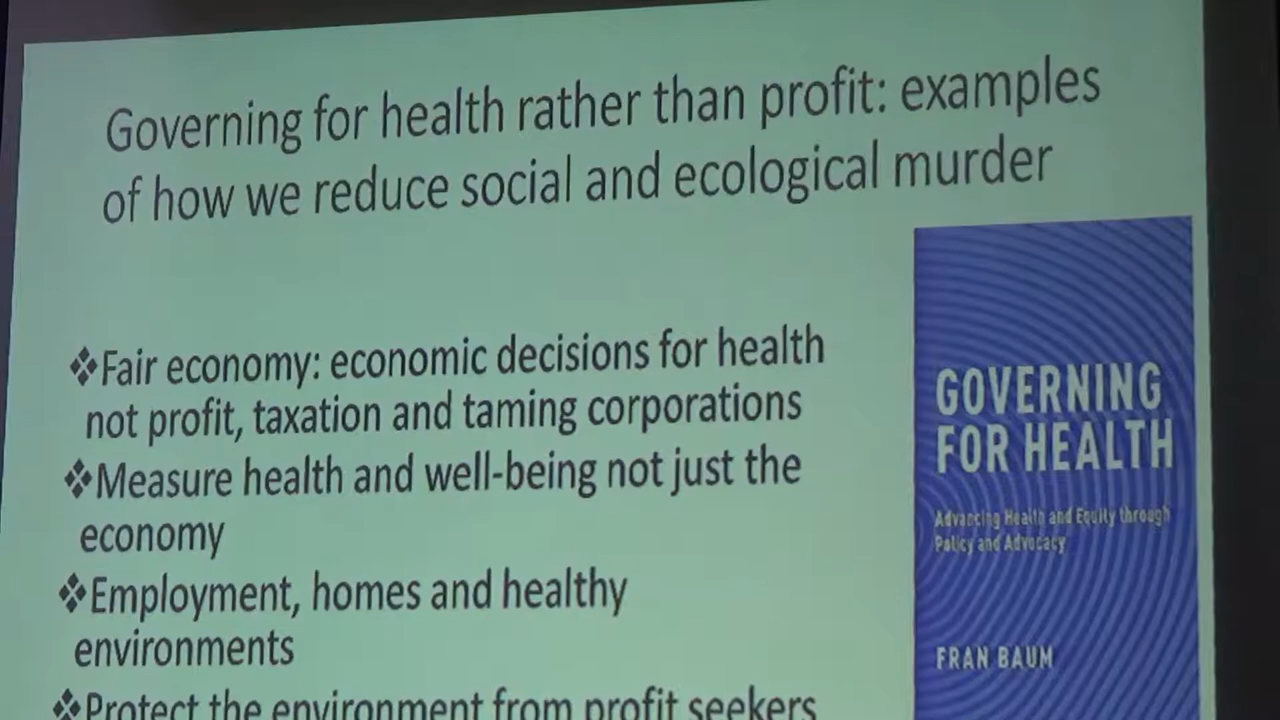 Governing for health rather than profit: examples
of how we reduce social and ecological murder
❖Fair economy: economic decisions for health
not profit, taxation and taming corporations
❖Measure health and well-being not just the
economy
❖Employment, homes and healthy
environments
❖Protect the environment from profit seekers
GOVERNING
FOR HEALTH
Advancing Health and Equity through
Policy and Advocacy
FRAN BAUM